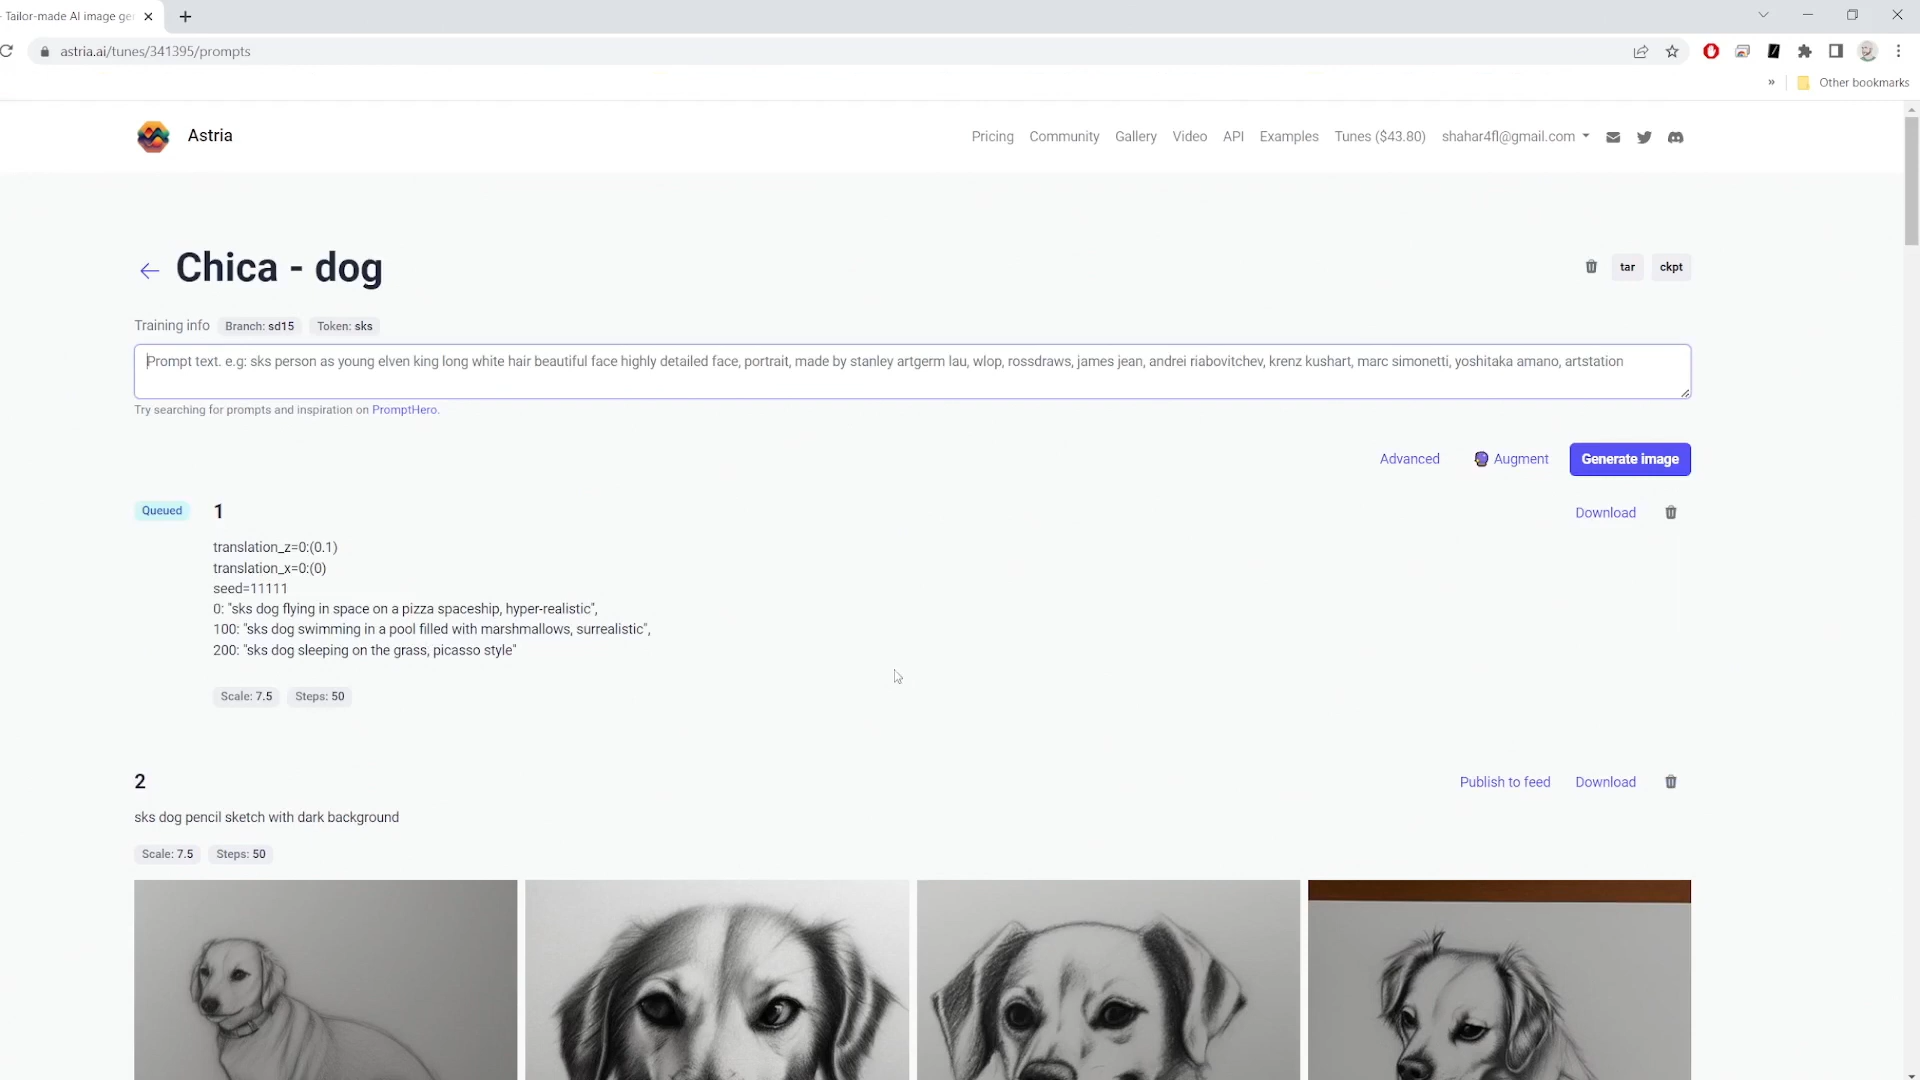 Tailor-made AI image ge
astria.ai/tunes/341395/prompts
»
Other bookmarks
Astria
Pricing
Community
Gallery
Video
API
Examples
Tunes ($43.80)
shahar4fl@gmail.com
Chica - dog
tar
ckpt
Training info
Branch: sd15
Token: sks
Prompt text. e.g: sks person as young elven king long white hair beautiful face highly detailed face, portrait, made by stanley artgerm lau, wlop, rossdraws, james jean, andrei riabovitchev, krenz kushart, marc simonetti, yoshitaka amano, artstation
Try searching for prompts and inspiration on PromptHero.
Advanced
Augment
Generate image
Queued
1
Download
translation_z=0:(0.1)
translation_x=0:(0)
seed=11111
0: "sks dog flying in space on a pizza spaceship, hyper-realistic",
100: "sks dog swimming in a pool filled with marshmallows, surrealistic",
200: "sks dog sleeping on the grass, picasso style"
Scale: 7.5
Steps: 50
2
Publish to feed
Download
sks dog pencil sketch with dark background
Scale: 7.5
Steps: 50